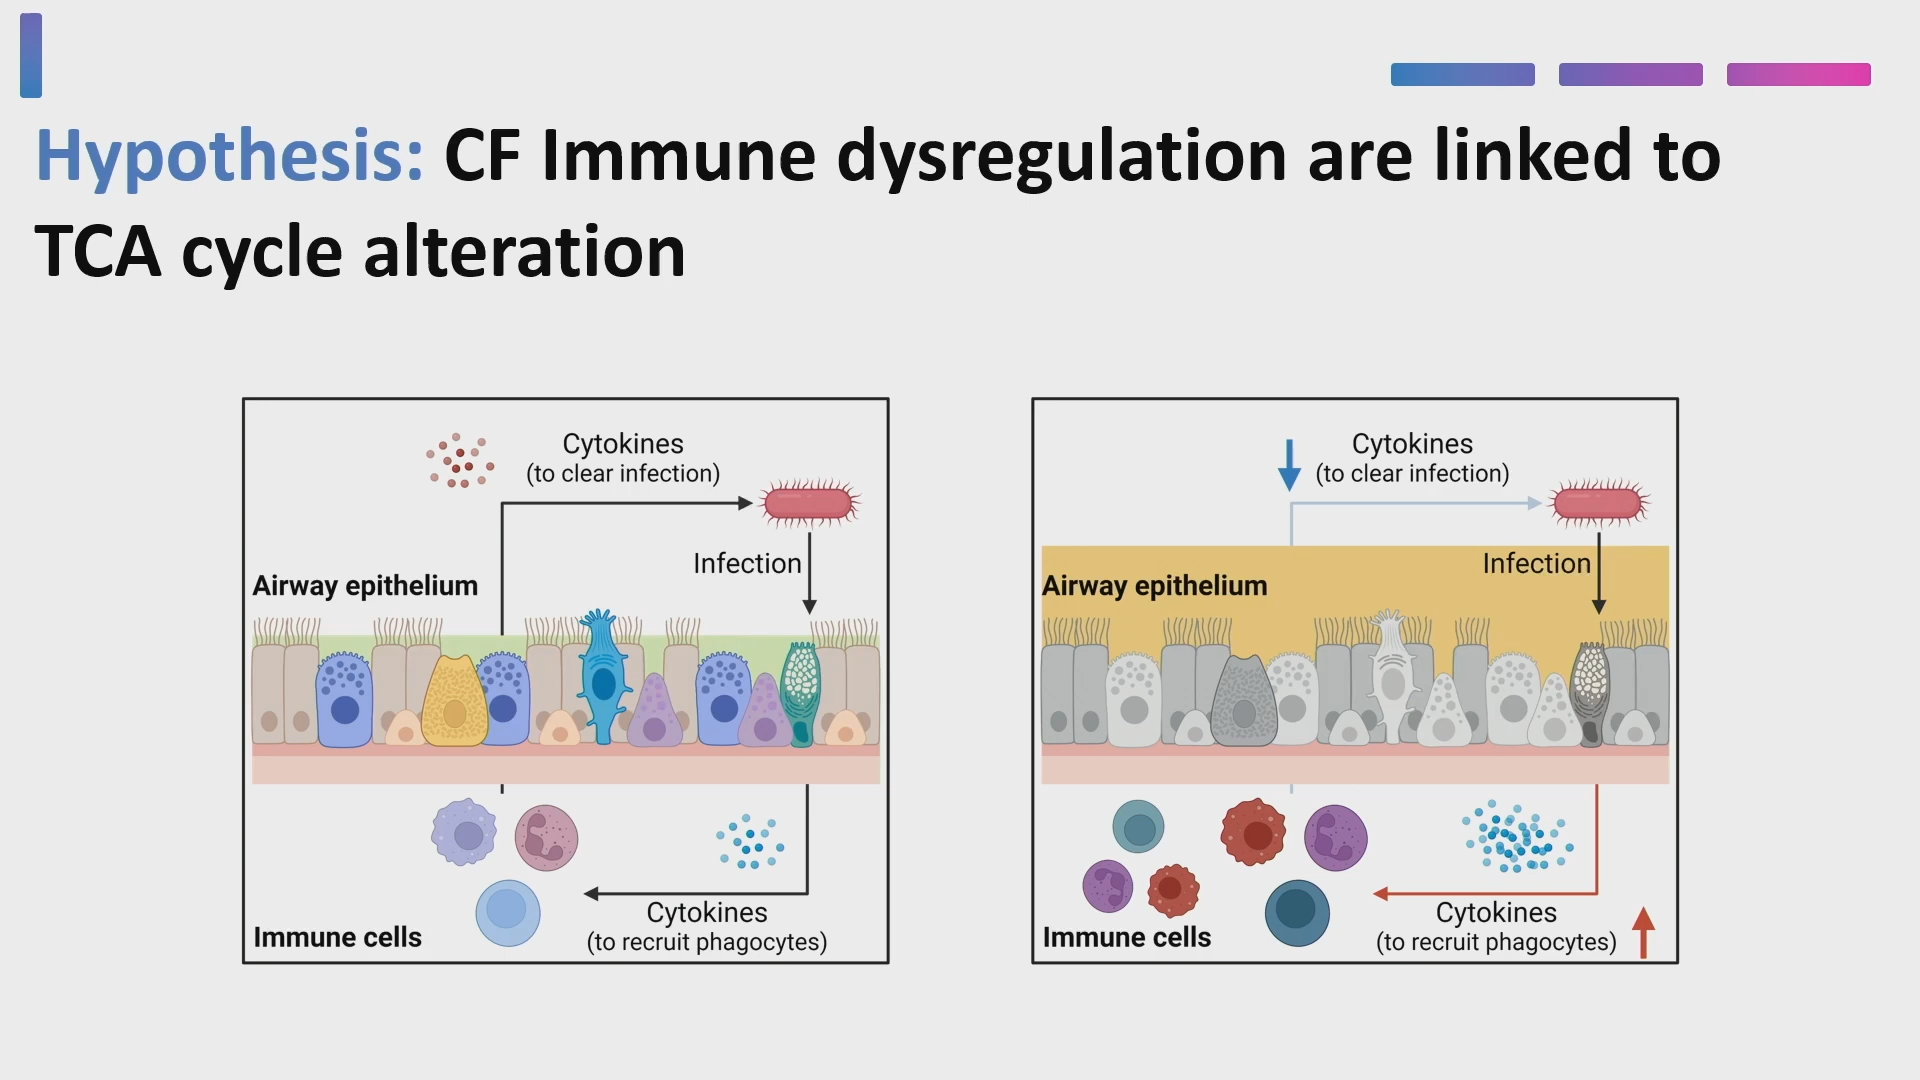 Hypothesis: CF Immune dysregulation are linked to
TCA cycle alteration
Cytokines
(to clear infection)
Infection
Airway epithelium
Immune cells
Cytokines
(to recruit phagocytes)
Cytokines
(to clear infection)
Infection
Airway epithelium
Immune cells
Cytokines
(to recruit phagocytes)